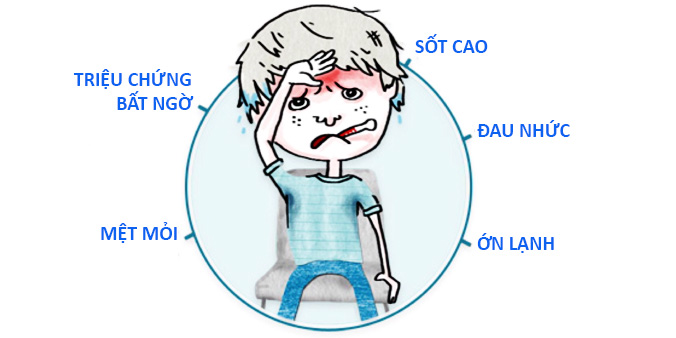 SỐT CAO
TRIỆU CHỨNG
BẤT NGỜ
ĐAU NHỨC
MỆT MỎI
ỚN LẠNH